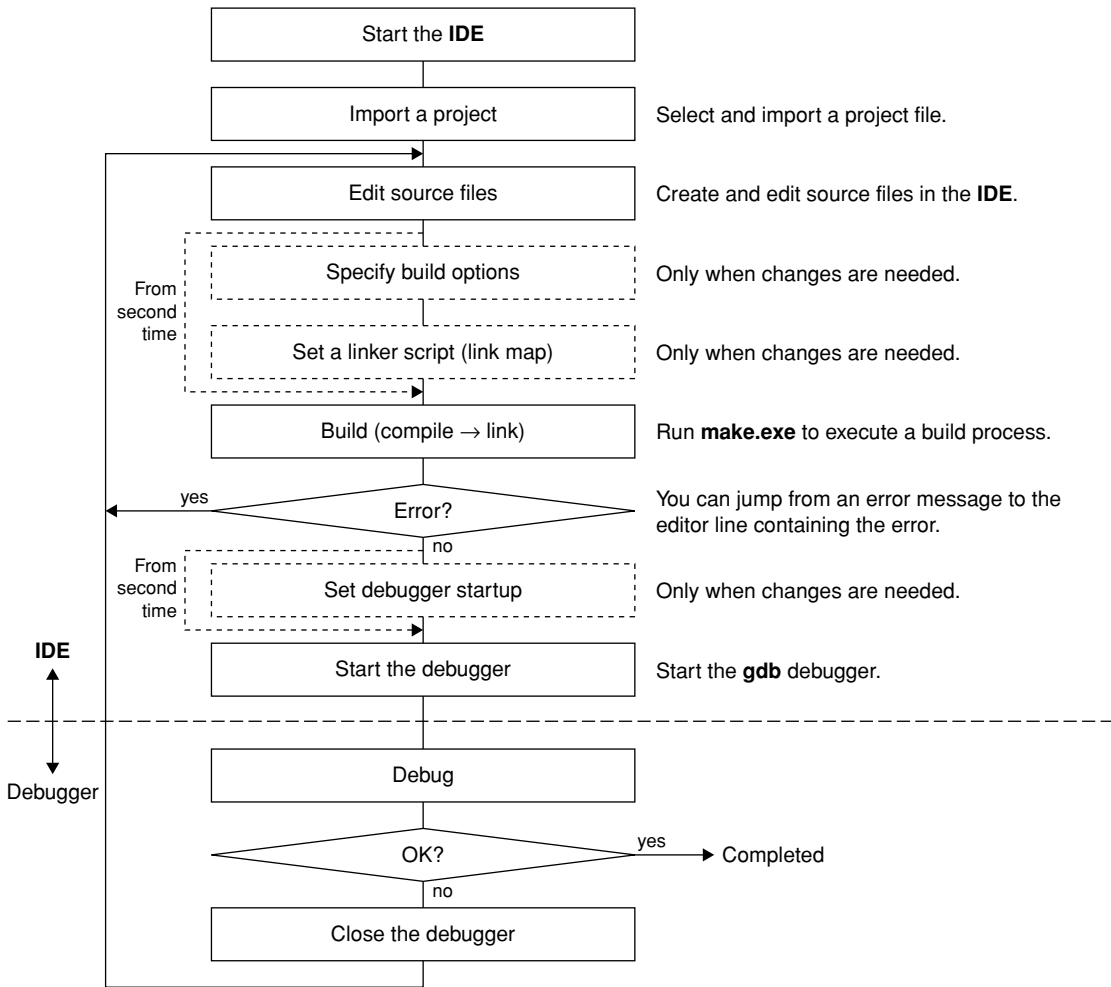 Start the IDE
Import a project
Select and import a project file.
Edit source files
Create and edit source files in the IDE.
Specify build options
Only when changes are needed.
From
second
time
Set a linker script (link map)
Only when changes are needed.
Build (compile → link)
Run make.exe to execute a build process.
yes
Error?
You can jump from an error message to the
editor line containing the error.
no
From
second
time
Set debugger startup
Only when changes are needed.
IDE
Start the debugger
Start the gdb debugger.
Debugger
Debug
OK?
yes
Completed
no
Close the debugger